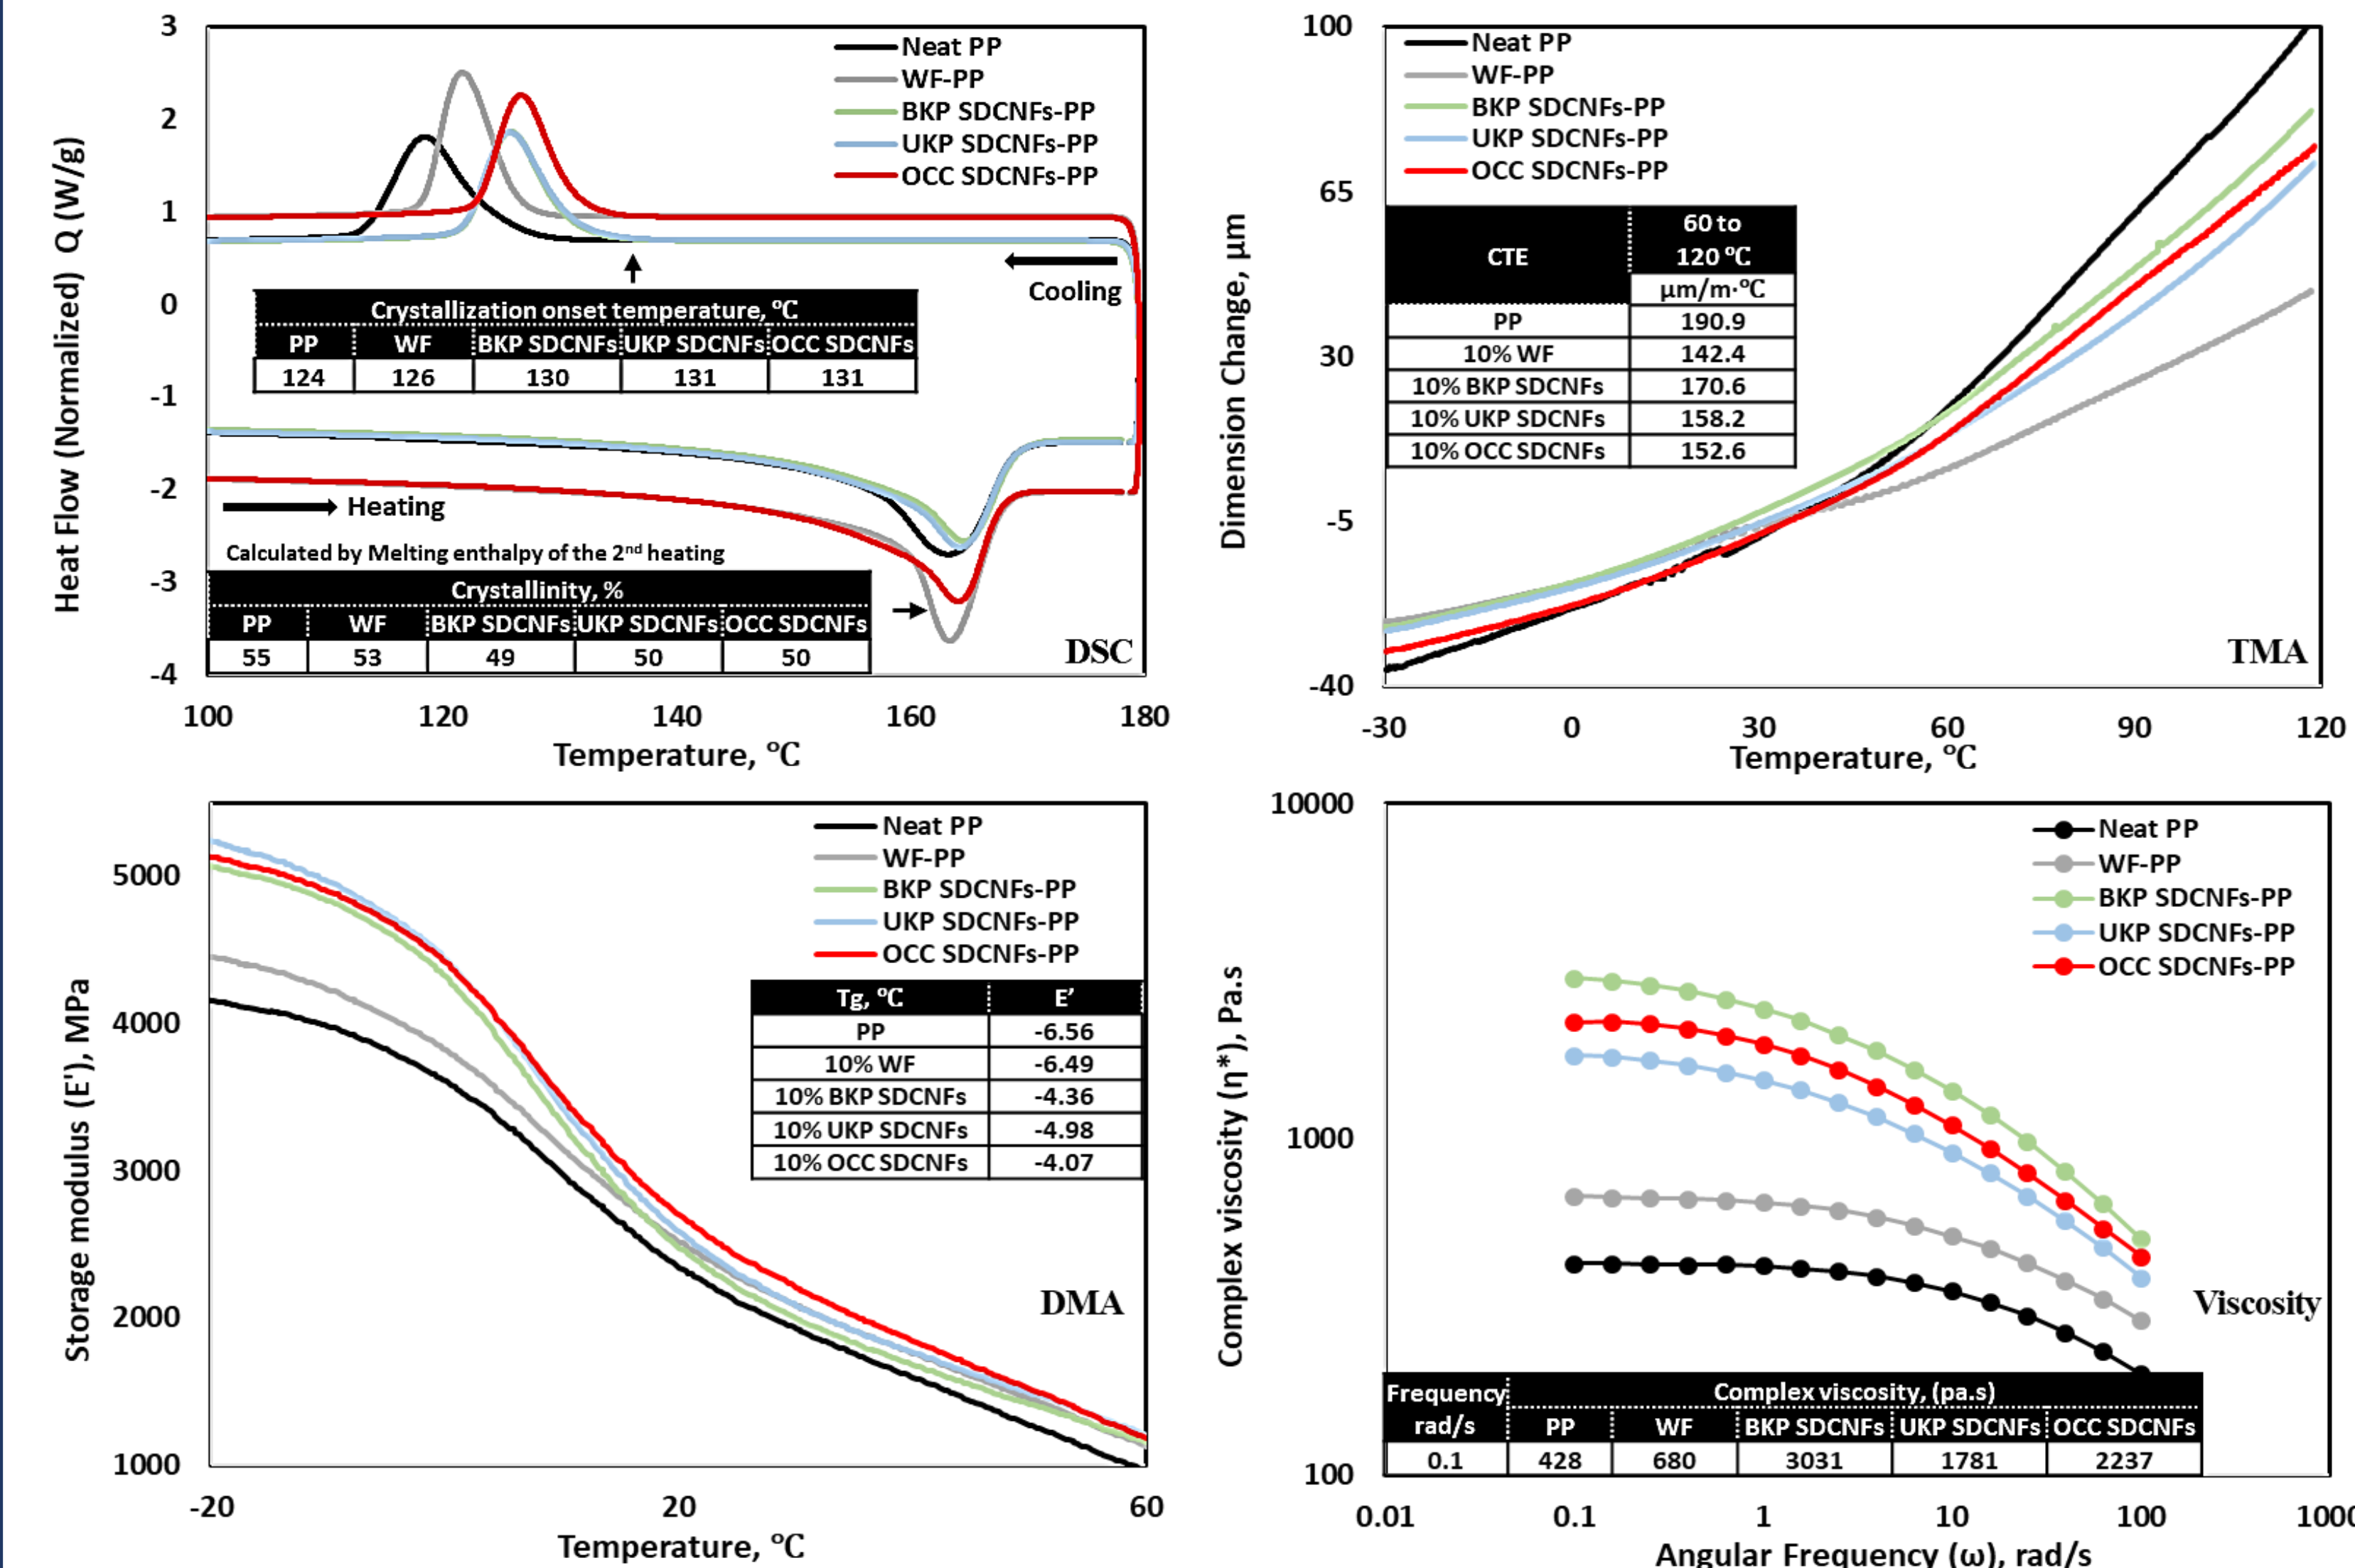 3
2
1
0
-1
-2
-3
-4
Heat Flow (Normalized) Q (W/g)
Neat PP
WF-PP
BKP SDCNFs-PP
UKP SDCNFs-PP
OCC SDCNFs-PP
Cooling
Crystallization onset temperature, °C
PP WF BKP SDCNFs UKP SDCNFs OCC SDCNFs
124 126 130 131 131
Heating
Calculated by Melting enthalpy of the 2nd heating
Crystallinity, %
PP WF BKP SDCNFs UKP SDCNFs OCC SDCNFs
55 53 49 50 50
DSC
100 120 140 160 180
Temperature, °C
100
65
30
-5
-40
Dimension Change, µm
Neat PP
WF-PP
BKP SDCNFs-PP
UKP SDCNFs-PP
OCC SDCNFs-PP
CTE 60 to
120 °C
µm/m·°C
PP 190.9
10% WF 142.4
10% BKP SDCNFs 170.6
10% UKP SDCNFs 158.2
10% OCC SDCNFs 152.6
TMA
-30 0 30 60 90 120
Temperature, °C
5000
4000
3000
2000
1000
Storage modulus (E'), MPa
Neat PP
WF-PP
BKP SDCNFs-PP
UKP SDCNFs-PP
OCC SDCNFs-PP
Tg, °C E’
PP -6.56
10% WF -6.49
10% BKP SDCNFs -4.36
10% UKP SDCNFs -4.98
10% OCC SDCNFs -4.07
DMA
-20 20 60
Temperature, °C
10000
1000
100
Complex viscosity (η*), Pa.s
Neat PP
WF-PP
BKP SDCNFs-PP
UKP SDCNFs-PP
OCC SDCNFs-PP
Viscosity
Frequency Complex viscosity, (pa.s)
rad/s PP WF BKP SDCNFs UKP SDCNFs OCC SDCNFs
0.1 428 680 3031 1781 2237
0.01 0.1 1 10 100 1000
Angular Frequency (ω), rad/s